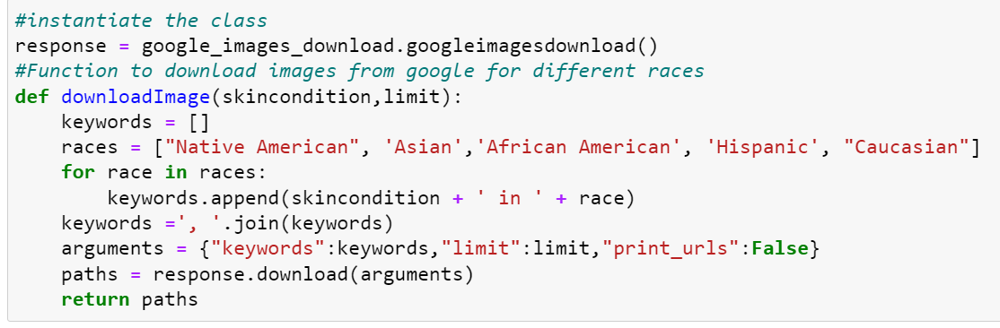 #instantiate the class
response = google_images_download.googleimagesdownload()
#Function to download images from google for different races
def downloadImage(skincondition,limit):
    keywords = []
    races = ["Native American", 'Asian','African American', 'Hispanic', "Caucasian"]
    for race in races:
        keywords.append(skincondition + ' in ' + race)
    keywords =', '.join(keywords)
    arguments = {"keywords":keywords,"limit":limit,"print_urls":False}
    paths = response.download(arguments)
    return paths